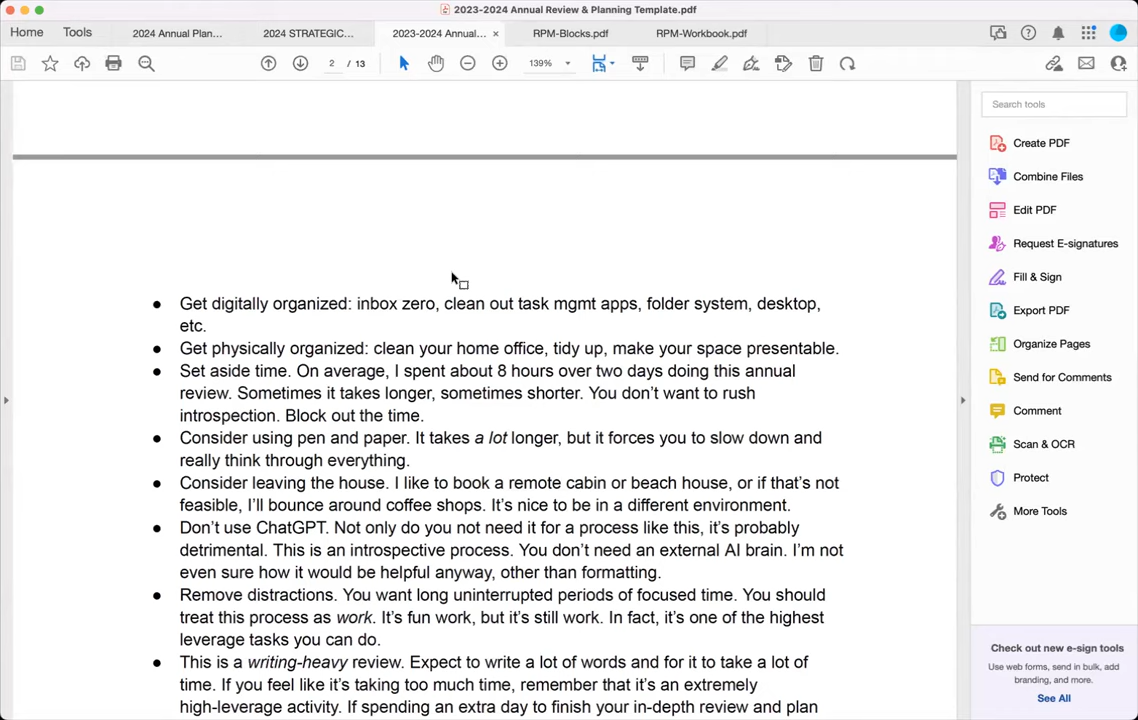 2023-2024 Annual Review & Planning Template.pdf
Home Tools 2024 Annual Plan... 2024 STRATEGIC... 2023-2024 Annual... × RPM-Blocks.pdf RPM-Workbook.pdf
2 / 13 139%
Search tools
Create PDF
Combine Files
Edit PDF
Request E-signatures
Fill & Sign
Export PDF
Organize Pages
Send for Comments
Comment
Scan & OCR
Protect
More Tools
Check out new e-sign tools
Use web forms, send in bulk, add
branding, and more.
See All
● Get digitally organized: inbox zero, clean out task mgmt apps, folder system, desktop,
etc.
● Get physically organized: clean your home office, tidy up, make your space presentable.
● Set aside time. On average, I spent about 8 hours over two days doing this annual
review. Sometimes it takes longer, sometimes shorter. You don’t want to rush
introspection. Block out the time.
● Consider using pen and paper. It takes a lot longer, but it forces you to slow down and
really think through everything.
● Consider leaving the house. I like to book a remote cabin or beach house, or if that’s not
feasible, I’ll bounce around coffee shops. It’s nice to be in a different environment.
● Don’t use ChatGPT. Not only do you not need it for a process like this, it’s probably
detrimental. This is an introspective process. You don’t need an external AI brain. I’m not
even sure how it would be helpful anyway, other than formatting.
● Remove distractions. You want long uninterrupted periods of focused time. You should
treat this process as work. It’s fun work, but it’s still work. In fact, it’s one of the highest
leverage tasks you can do.
● This is a writing-heavy review. Expect to write a lot of words and for it to take a lot of
time. If you feel like it’s taking too much time, remember that it’s an extremely
high-leverage activity. If spending an extra day to finish your in-depth review and plan